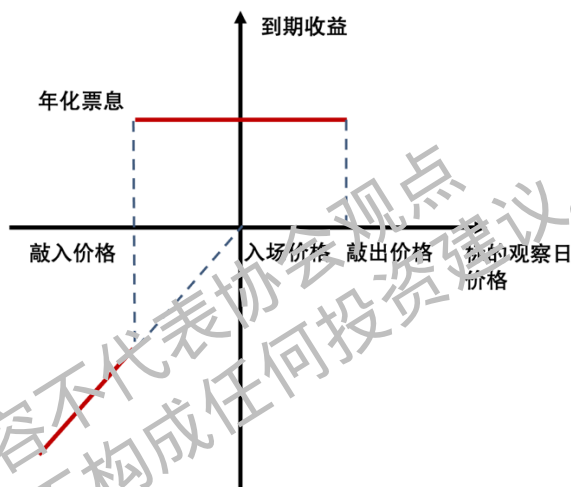 到期收益
年化票息
敲入价格
入场价格
敲出价格
标的观察日
价格
容不代表协会观点
构成任何投资建议。